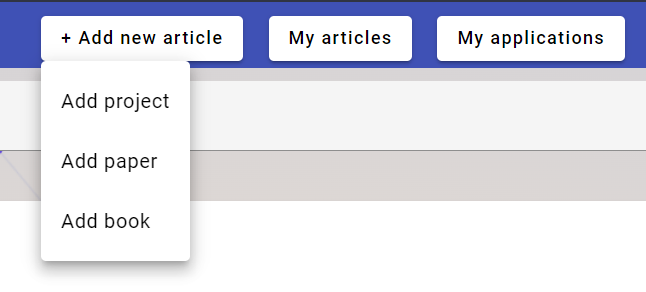 + Add new article
My articles
My applications
Add project
Add paper
Add book